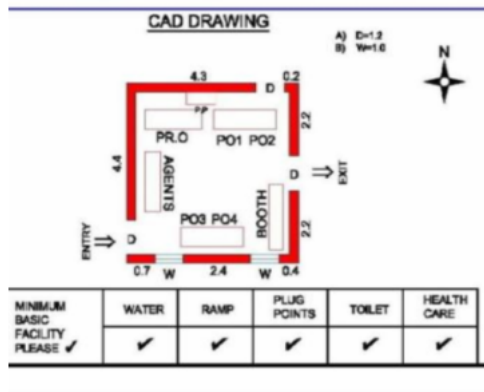 CAD DRAWING
A) D=1.2
B) W=1.0
N
4.3
D
0.2
P.P
PR.O
PO1 PO2
2.2
4.4
AGENTS
D
EXIT
ENTRY
D
PO3 PO4
BOOTH
2.2
0.7
W
2.4
W
0.4
MINIMUM BASIC FACILITY PLEASE ✓
WATER
RAMP
PLUG POINTS
TOILET
HEALTH CARE
✓ ✓ ✓ ✓ ✓